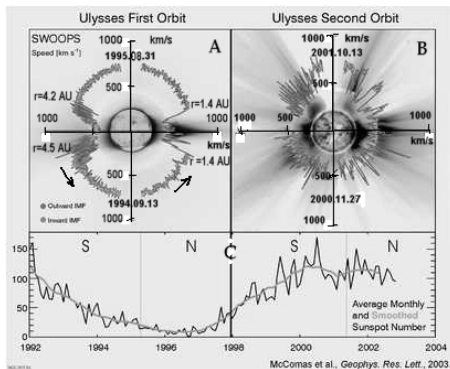 Ulysses First Orbit
Ulysses Second Orbit
SWOOPS
Speed [km s⁻¹]
1000
km/s
A
1995.08.31
500
r=4.2 AU
r=1.4 AU
1000
1000
km/s
r=4.5 AU
r=1.4 AU
500
Outward IMF
Inward IMF
1994.09.13
1000
1000
km/s
B
2001.10.13
500
1000
500
500
1000
km/s
500
2000.11.27
1000
C
S
N
S
N
150
100
50
0
Average Monthly
and Smoothed
Sunspot Number
1992
1994
1996
1998
2000
2002
2004
McComas et al., Geophys. Res. Lett., 2003.